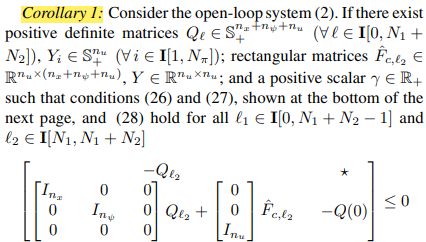 Corollary 1: Consider the open-loop system (2). If there exist
positive definite matrices $Q_\ell \in \mathbb{S}_+^{n_x+n_\psi+n_u}$ ($\forall \ell \in \mathbf{I}[0, N_1 +$
$N_2]$), $Y_i \in \mathbb{S}_+^{n_u}$ ($\forall i \in \mathbf{I}[1, N_\pi]$); rectangular matrices $\hat{F}_{c,\ell_2} \in$
$\mathbb{R}^{n_u \times (n_x+n_\psi+n_u)}$, $Y \in \mathbb{R}^{n_u \times n_u}$; and a positive scalar $\gamma \in \mathbb{R}_+$
such that conditions (26) and (27), shown at the bottom of the
next page, and (28) hold for all $\ell_1 \in \mathbf{I}[0, N_1 + N_2 - 1]$ and
$\ell_2 \in \mathbf{I}[N_1, N_1 + N_2]$
$\begin{bmatrix} -Q_{\ell_2} & \star \\ \begin{bmatrix} I_{n_x} & 0 & 0 \\ 0 & I_{n_\psi} & 0 \\ 0 & 0 & 0 \end{bmatrix} Q_{\ell_2} + \begin{bmatrix} 0 \\ 0 \\ I_{n_u} \end{bmatrix} \hat{F}_{c,\ell_2} & -Q(0) \end{bmatrix} \leq 0$